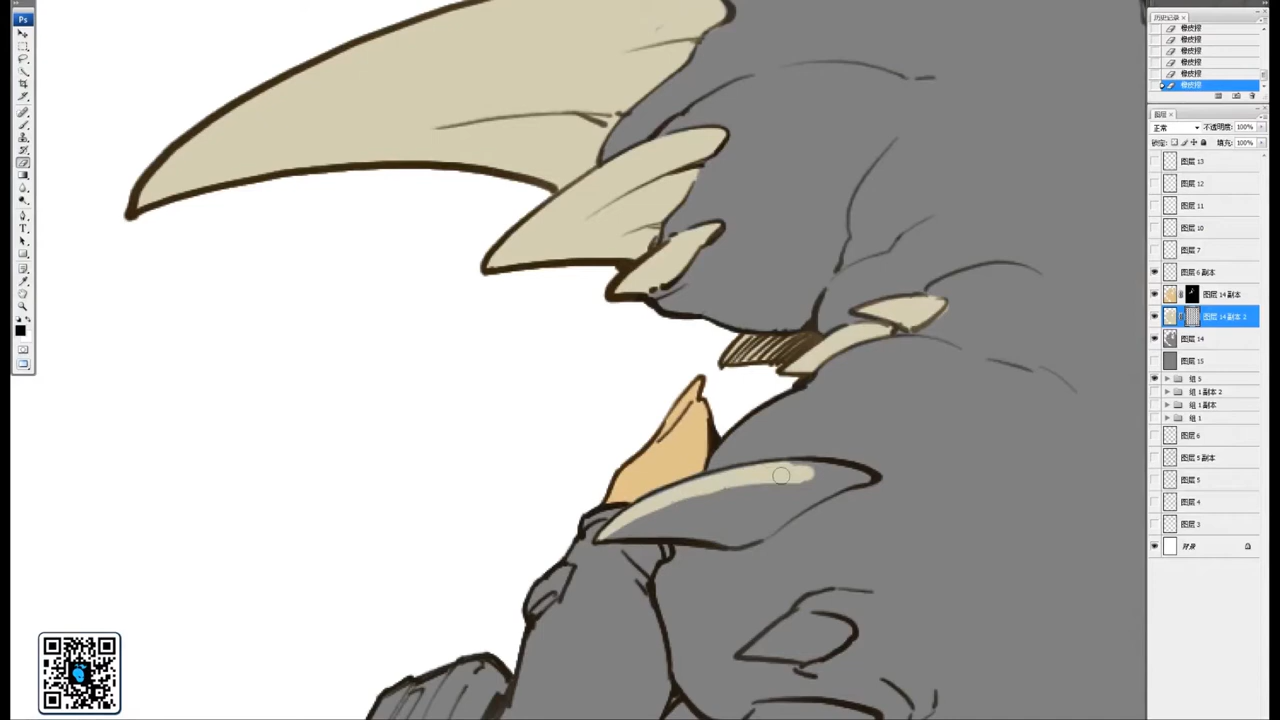 Ps
历史记录 ×
橡皮擦
橡皮擦
橡皮擦
橡皮擦
橡皮擦
橡皮擦
图层 ×
正常 不透明度: 100%
锁定: 填充: 100%
图层 13
图层 12
图层 11
图层 10
图层 7
图层 6 副本
图层 14 副本
图层 14 副本 2
图层 14
图层 15
组 5
组 1 副本 2
组 1 副本
组 1
图层 6
图层 5 副本
图层 5
图层 4
图层 3
背景